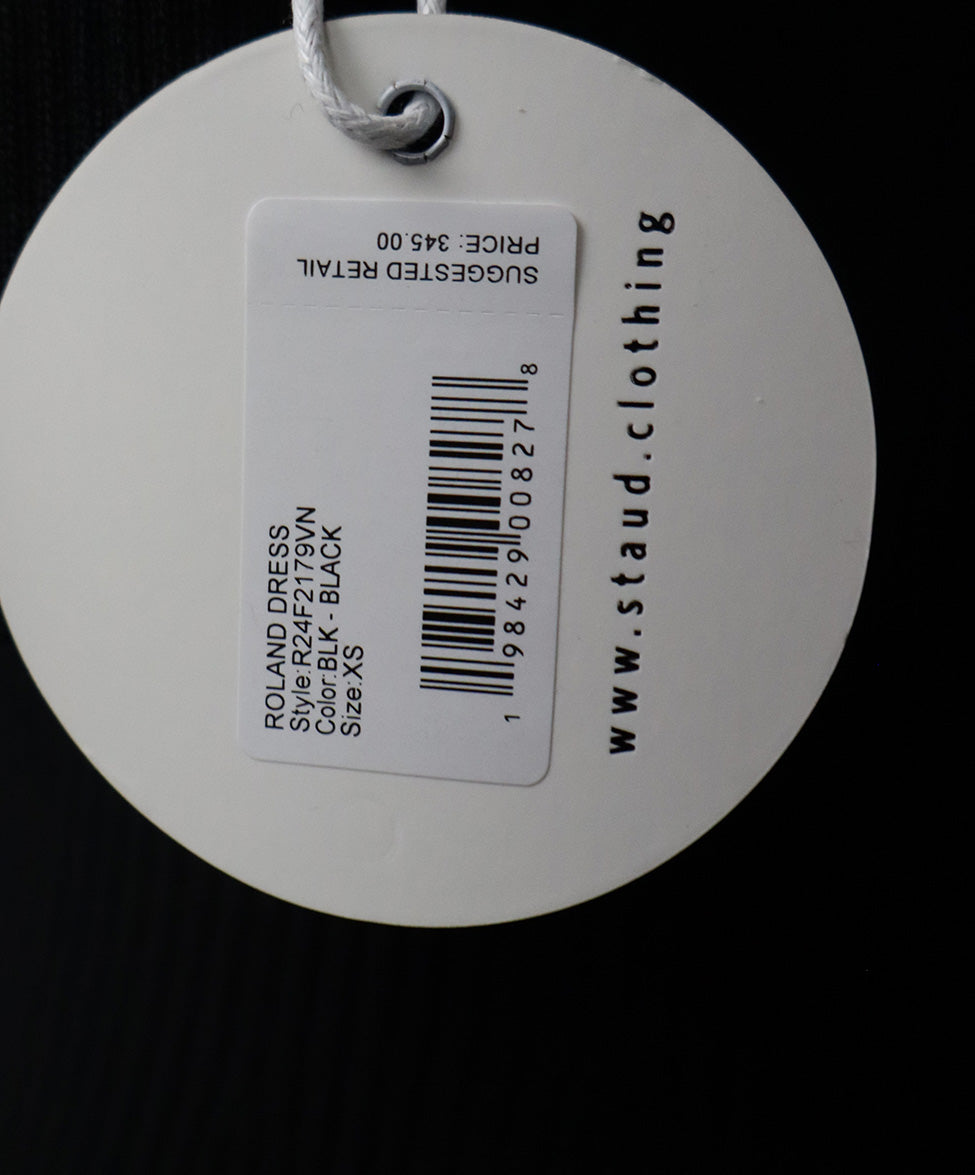 SUGGESTED RETAIL
PRICE: 345.00
ROLAND DRESS
Style:R24F2179VN
Color:BLK - BLACK
Size:XS
1 98429 00827 8
www.staud.clothing